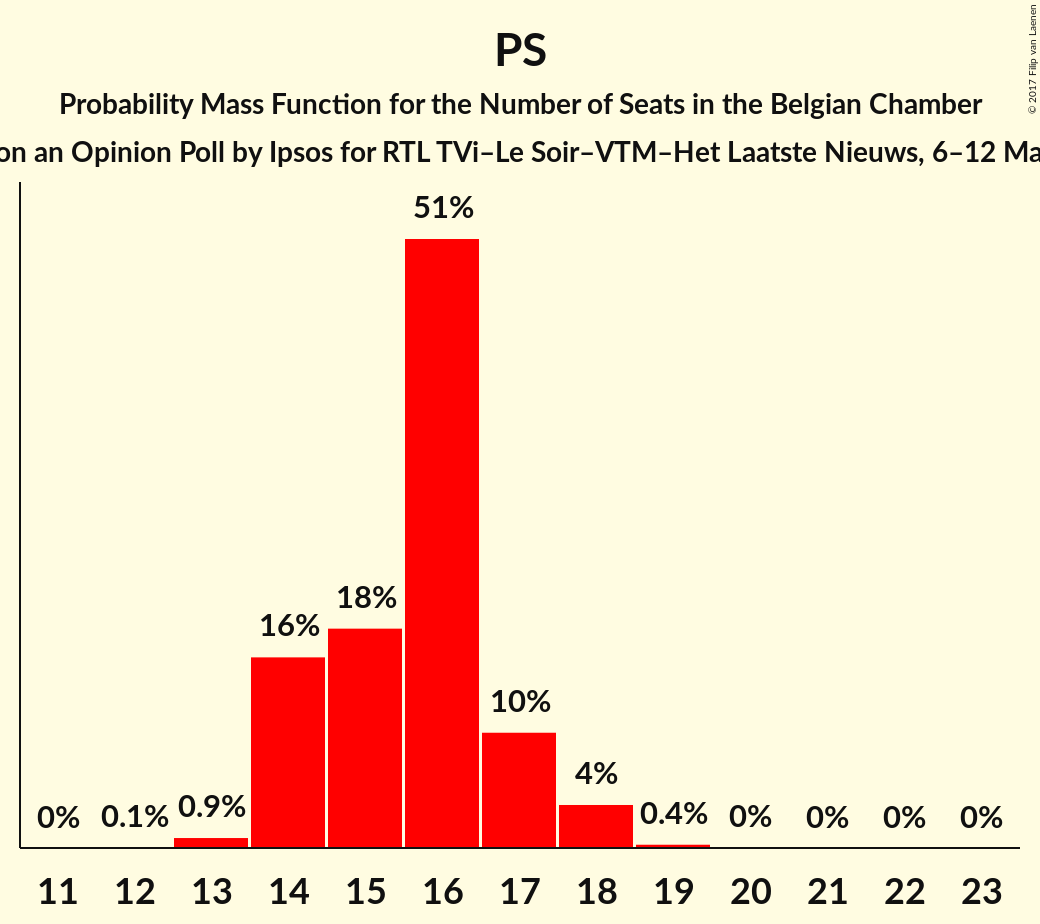 PS
Probability Mass Function for the Number of Seats in the Belgian Chamber
on an Opinion Poll by Ipsos for RTL TVi–Le Soir–VTM–Het Laatste Nieuws, 6–12 Ma
© 2017 Filip van Laenen
51%
18%
16%
10%
4%
0% 0.1% 0.9% 0.4% 0% 0% 0% 0%
11 12 13 14 15 16 17 18 19 20 21 22 23